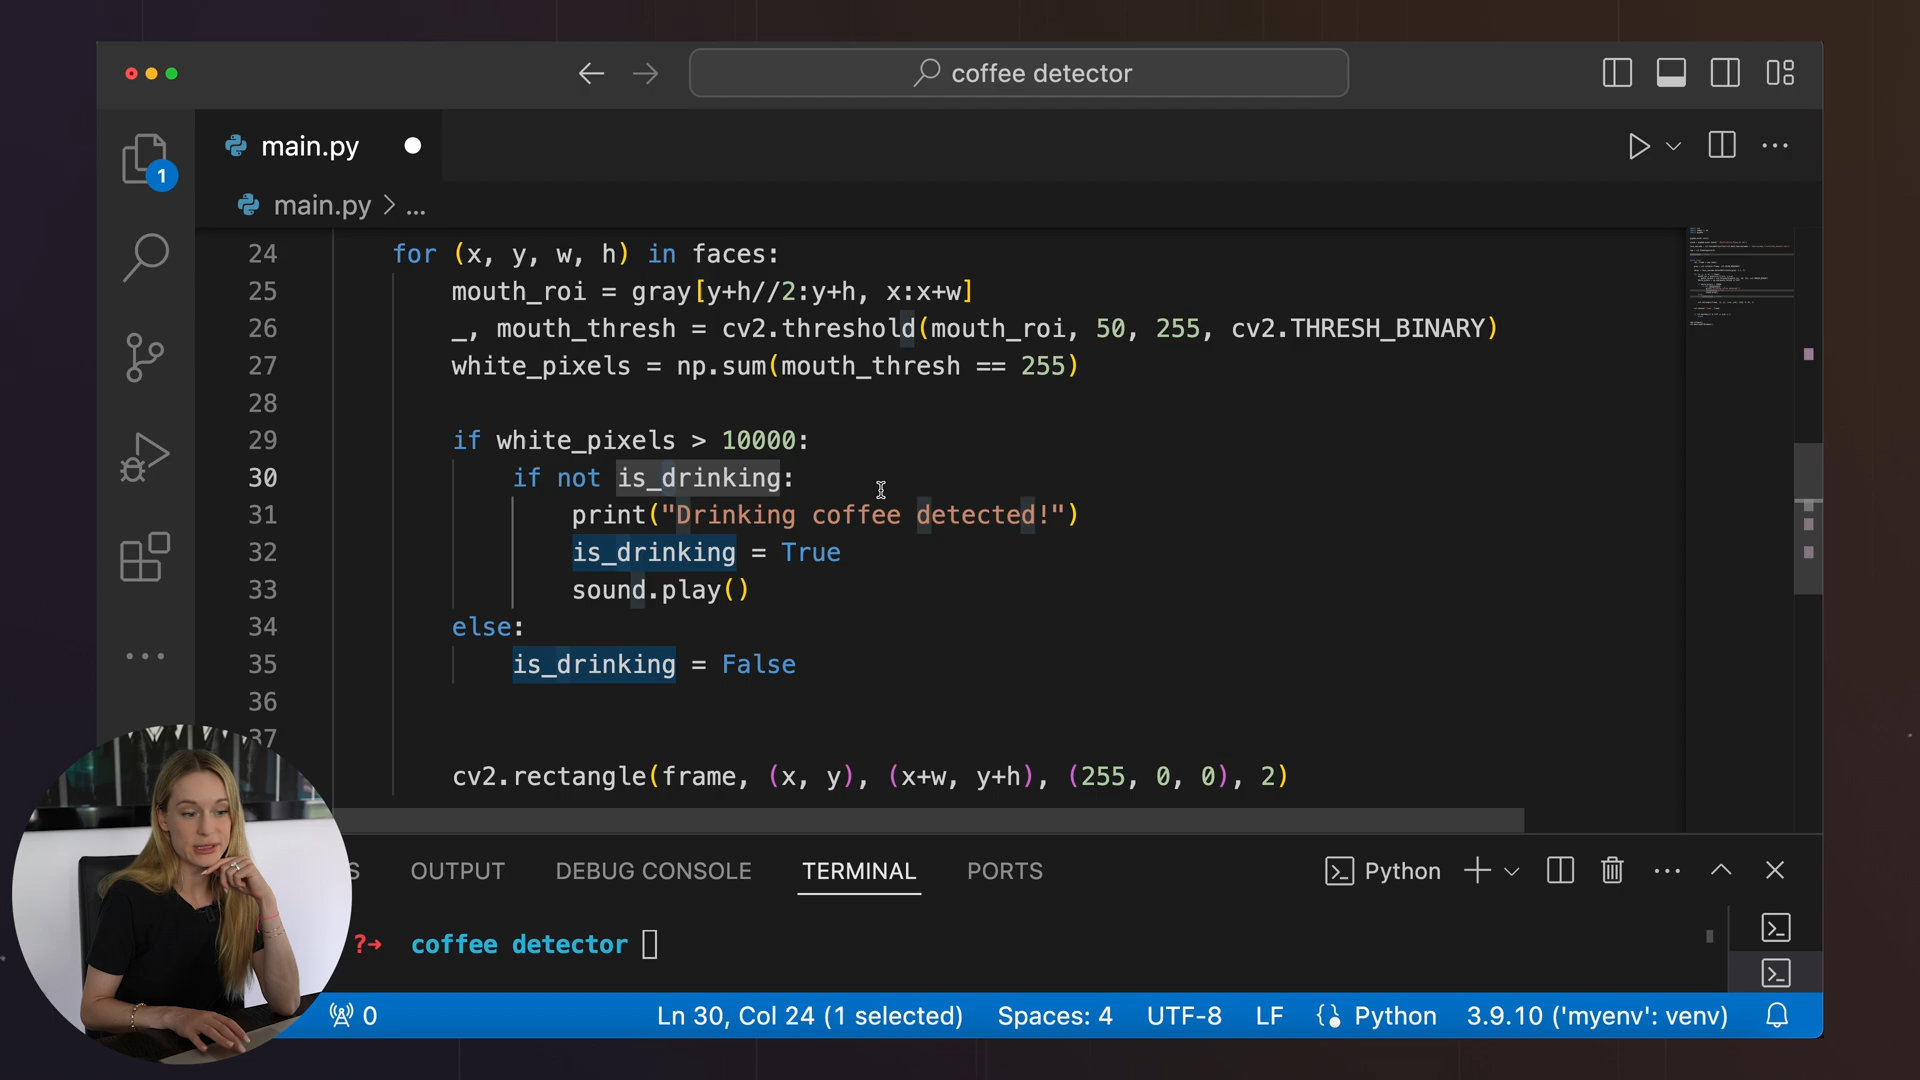 coffee detector
1
main.py
main.py > ...
24 for (x, y, w, h) in faces:
25 mouth_roi = gray[y+h//2:y+h, x:x+w]
26 _, mouth_thresh = cv2.threshold(mouth_roi, 50, 255, cv2.THRESH_BINARY)
27 white_pixels = np.sum(mouth_thresh == 255)
28
29 if white_pixels > 10000:
30 if not is_drinking:
31 print("Drinking coffee detected!")
32 is_drinking = True
33 sound.play()
34 else:
35 is_drinking = False
36
37
cv2.rectangle(frame, (x, y), (x+w, y+h), (255, 0, 0), 2)
S OUTPUT DEBUG CONSOLE TERMINAL PORTS Python
?→ coffee detector
0 Ln 30, Col 24 (1 selected) Spaces: 4 UTF-8 LF Python 3.9.10 ('myenv': venv)